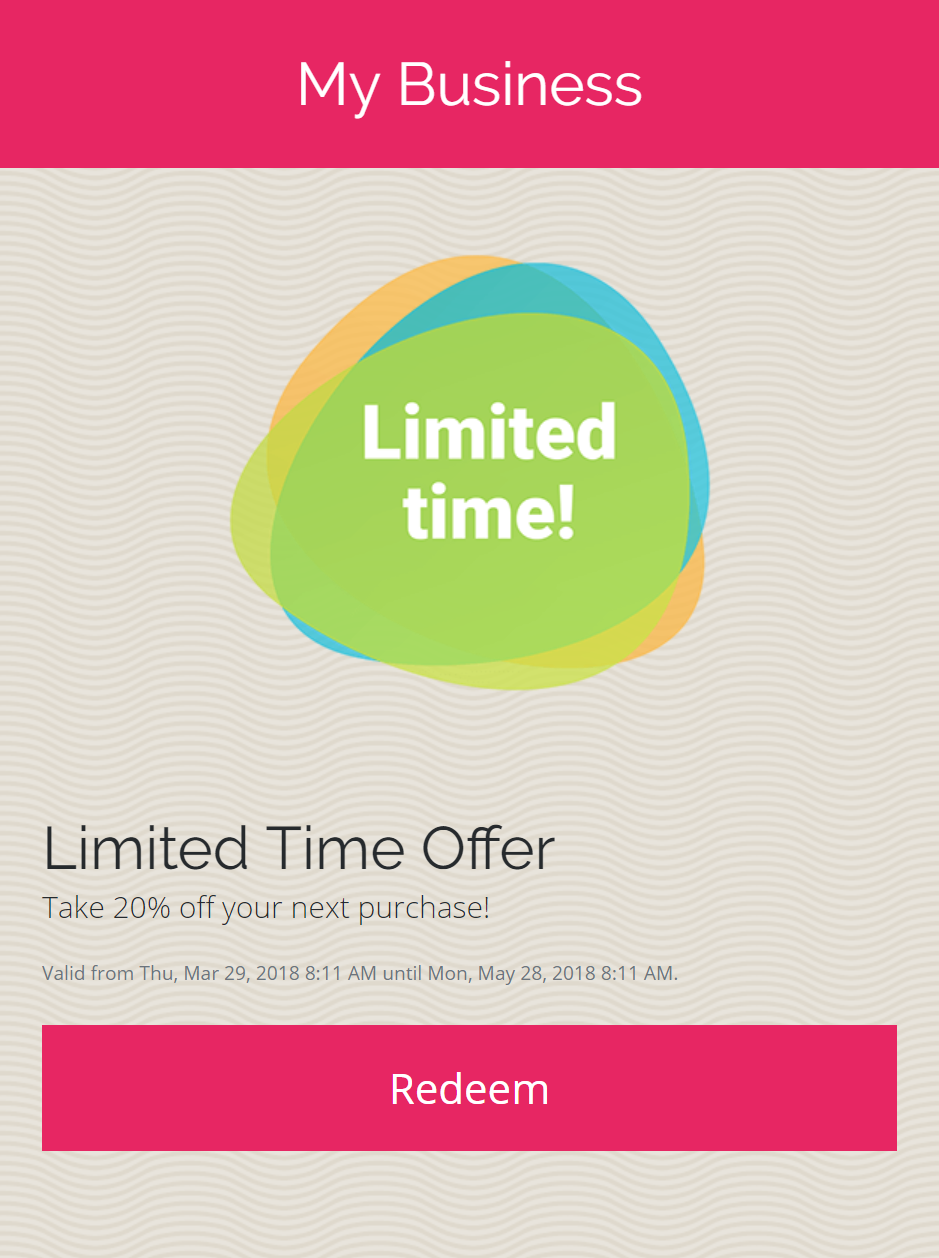 My Business
Limited
time!
Limited Time Offer
Take 20% off your next purchase!
Valid from Thu, Mar 29, 2018 8:11 AM until Mon, May 28, 2018 8:11 AM.
Redeem